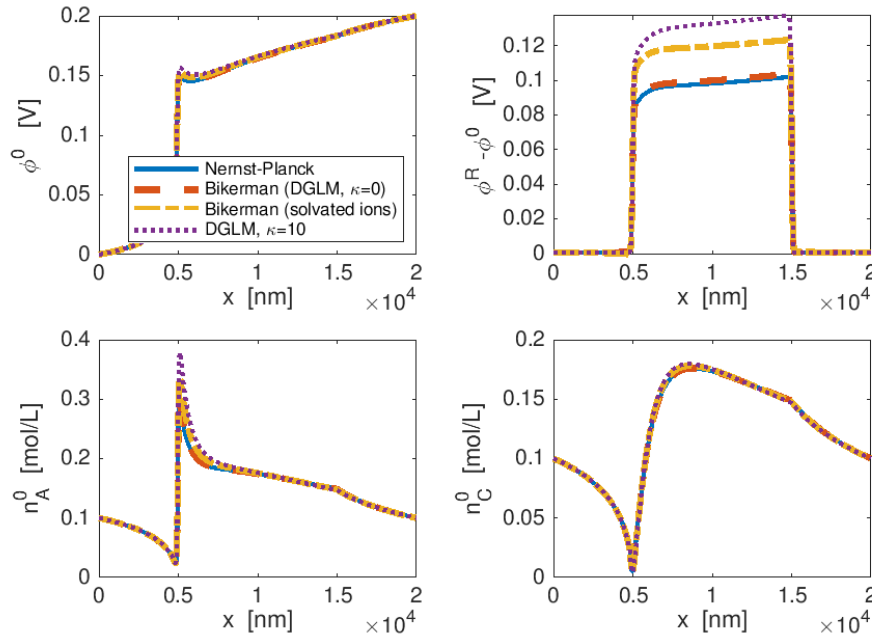 0.2
0.15
0.1
0.05
0
ϕ⁰ [V]
Nernst-Planck
Bikerman (DGLM, κ=0)
Bikerman (solvated ions)
DGLM, κ=10
0 0.5 1 1.5 2
x [nm] ×10⁴
0.12
0.1
0.08
0.06
0.04
0.02
0
ϕᴿ -ϕ⁰ [V]
0 0.5 1 1.5 2
x [nm] ×10⁴
0.4
0.3
0.2
0.1
0
n_A⁰ [mol/L]
0 0.5 1 1.5 2
x [nm] ×10⁴
0.2
0.15
0.1
0.05
0
n_C⁰ [mol/L]
0 0.5 1 1.5 2
x [nm] ×10⁴